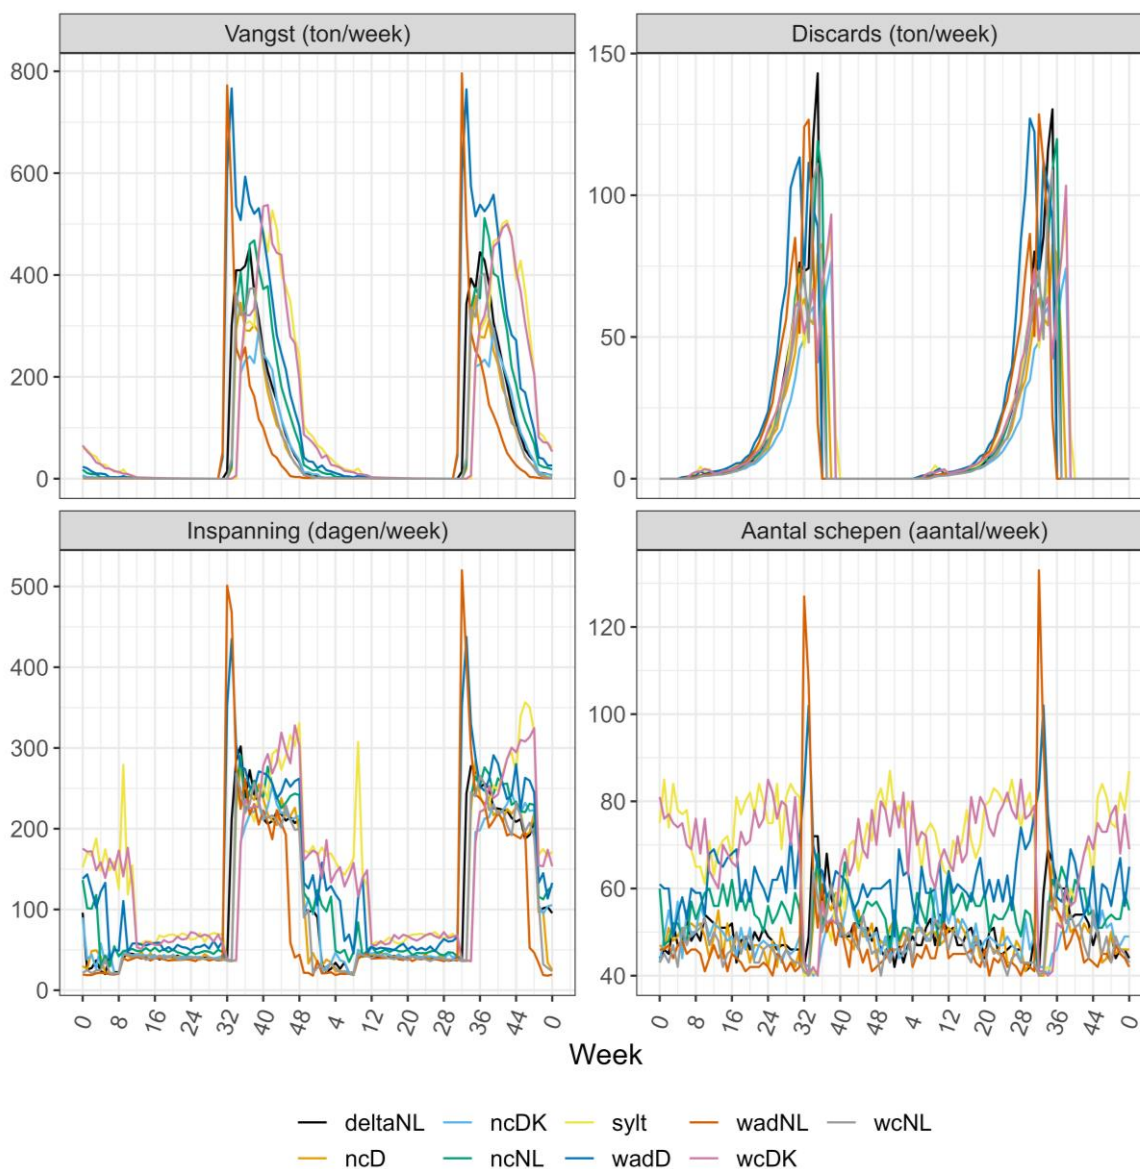 Vangst (ton/week)
Discards (ton/week)
800
600
400
200
0
150
100
50
0
Inspanning (dagen/week)
Aantal schepen (aantal/week)
500
400
300
200
100
0
120
100
80
60
40
0 8 16 24 32 40 48 4 12 20 28 36 44 0
0 8 16 24 32 40 48 4 12 20 28 36 44 0
Week
deltaNL ncDK sylt wadNL wcNL
ncD ncNL wadD wcDK